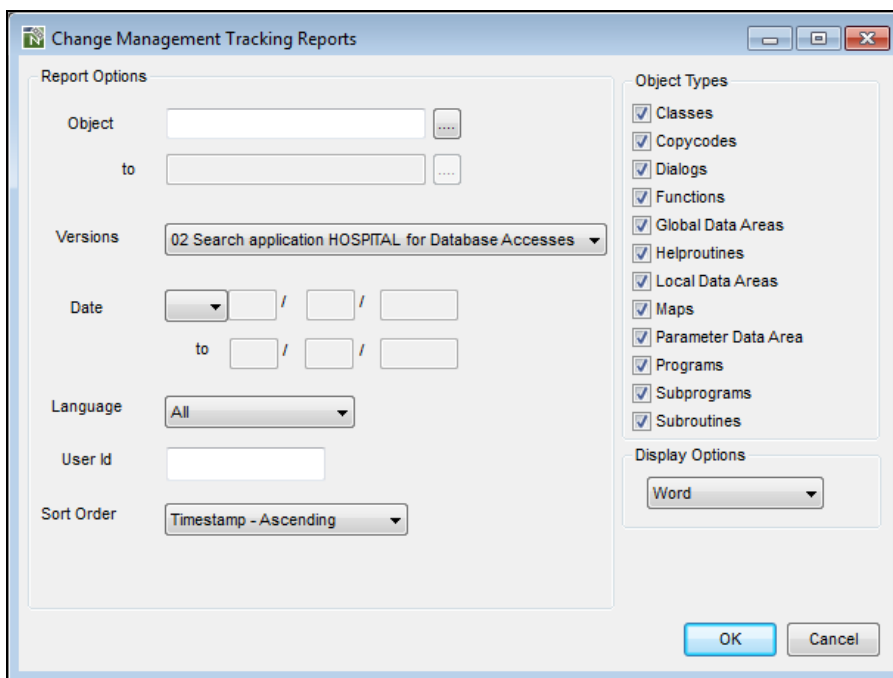 Change Management Tracking Reports
Report Options
Object
....
to
....
Versions
02 Search application HOSPITAL for Database Accesses
Date
/ /
to
/ /
Language
All
User Id
Sort Order
Timestamp - Ascending
Object Types
Classes
Copycodes
Dialogs
Functions
Global Data Areas
Helproutines
Local Data Areas
Maps
Parameter Data Area
Programs
Subprograms
Subroutines
Display Options
Word
OK
Cancel